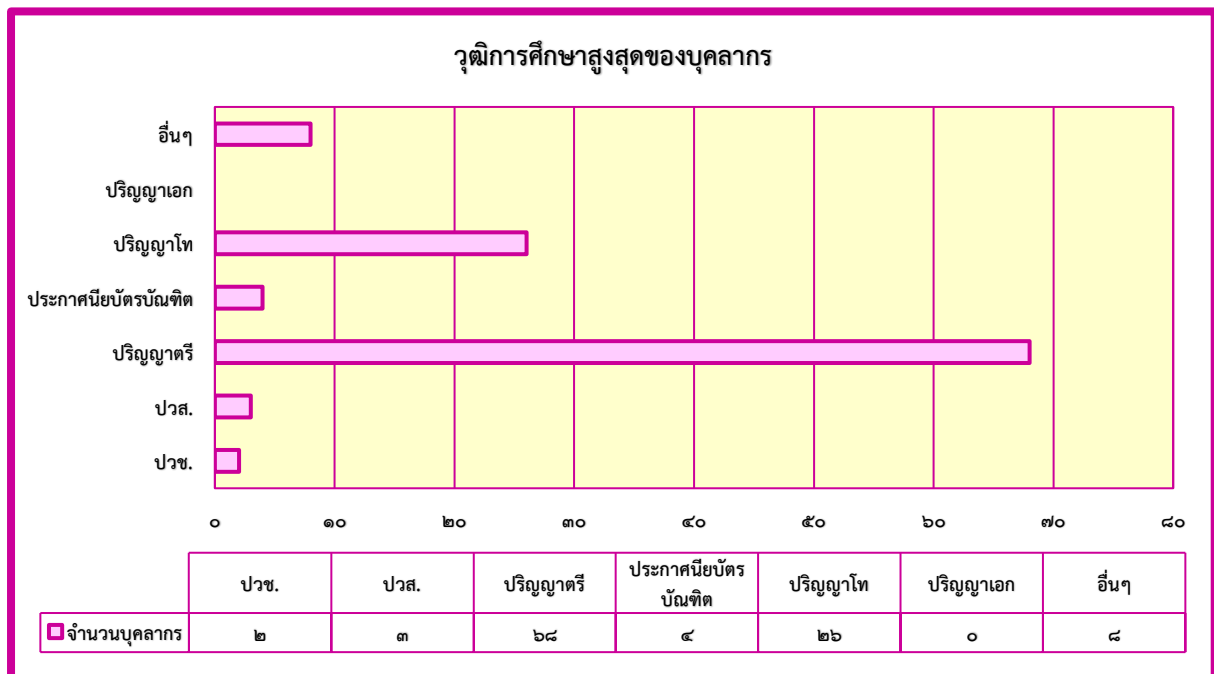 วุฒิการศึกษาสูงสุดของบุคลากร
อื่นๆ
ปริญญาเอก
ปริญญาโท
ประกาศนียบัตรบัณฑิต
ปริญญาตรี
ปวส.
ปวช.
๐ ๑๐ ๒๐ ๓๐ ๔๐ ๕๐ ๖๐ ๗๐ ๘๐
ปวช. ปวส. ปริญญาตรี ประกาศนียบัตร ปริญญาโท ปริญญาเอก อื่นๆ
บัณฑิต
จำนวนบุคลากร ๒ ๓ ๖๘ ๔ ๒๖ ๐ ๘